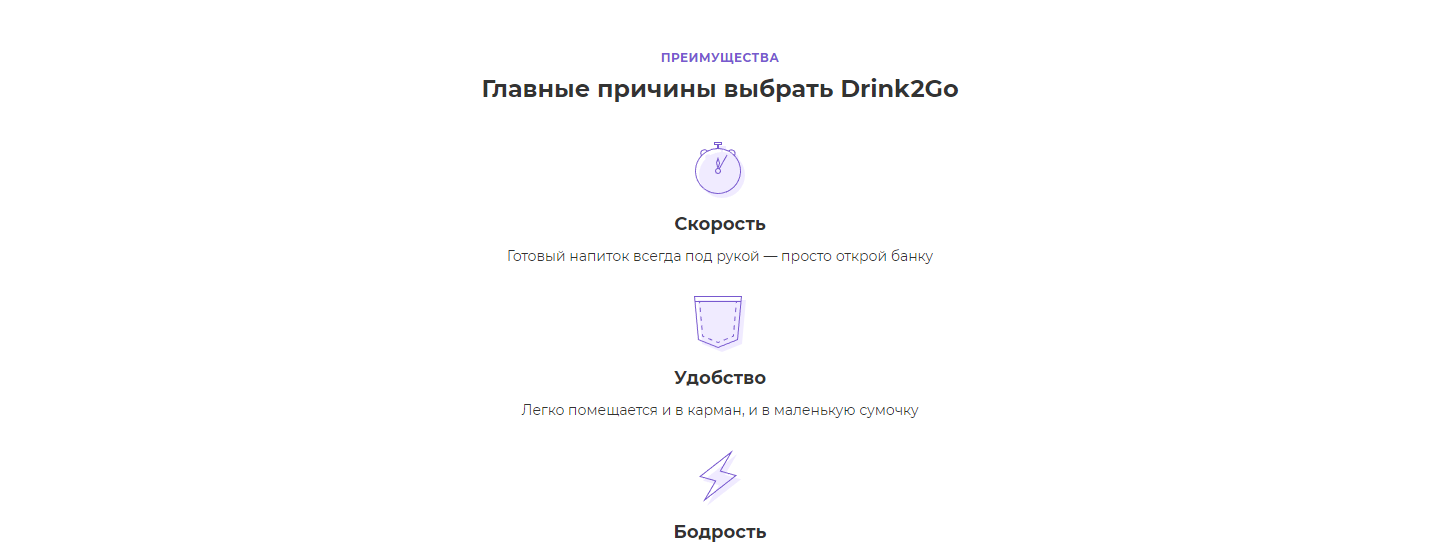 ПРЕИМУЩЕСТВА
Главные причины выбрать Drink2Go
Скорость
Готовый напиток всегда под рукой — просто открой банку
Удобство
Легко помещается и в карман, и в маленькую сумочку
Бодрость